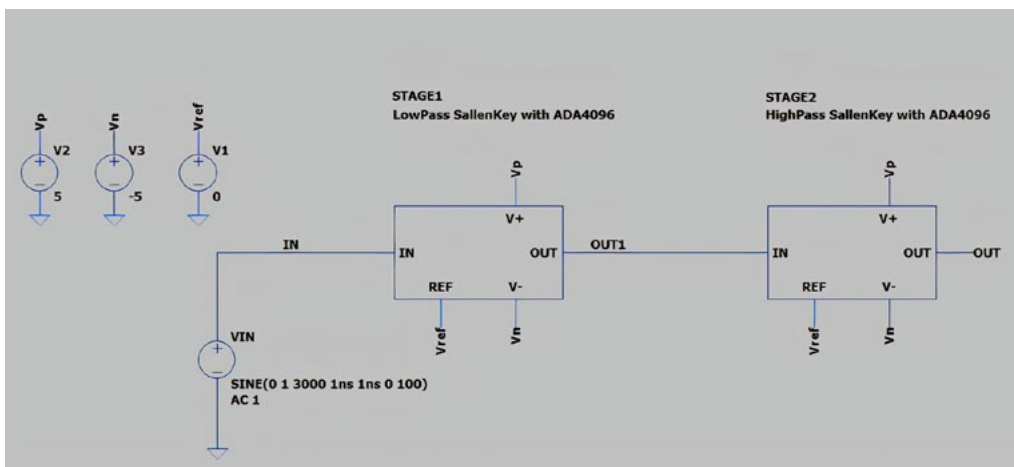 STAGE1
LowPass SallenKey with ADA4096
STAGE2
HighPass SallenKey with ADA4096
Vp
V2
5
Vn
V3
-5
Vref
V1
0
Vp
V+
IN
IN
OUT
OUT1
REF
V-
Vref
Vn
Vp
V+
IN
OUT
OUT
REF
V-
Vref
Vn
VIN
SINE(0 1 3000 1ns 1ns 0 100)
AC 1